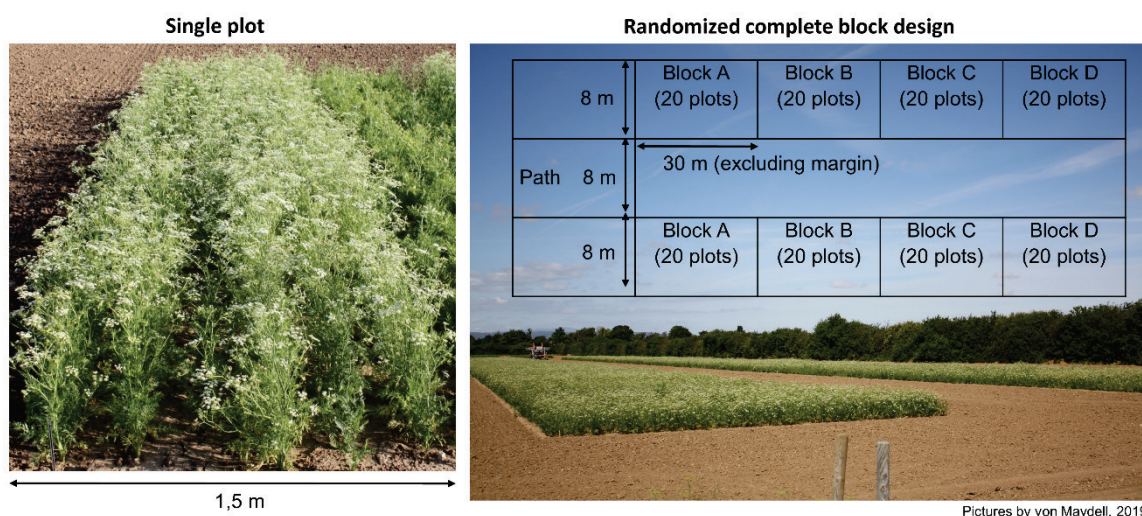 Single plot
1,5 m
Randomized complete block design
8 m
Block A
(20 plots)
Block B
(20 plots)
Block C
(20 plots)
Block D
(20 plots)
30 m (excluding margin)
Path
8 m
8 m
Block A
(20 plots)
Block B
(20 plots)
Block C
(20 plots)
Block D
(20 plots)
Pictures by von Maydell, 2019